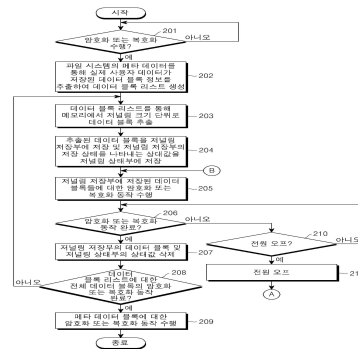 시작
201
암호화 또는 복호화
수행?
아니오
예
파일 시스템의 메타 데이터를
통해 실제 사용자 데이터가
저장된 데이터 블록 정보를
추출하여 데이터 블록 리스트 생성
202
데이터 블록 리스트를 통해
메모리에서 저널링 크기 단위로
데이터 블록 추출
203
추출된 데이터 블록을 저널링
저장부에 저장 및 저널링 저장부의
저장 상태를 나타내는 상태값을
저널링 상태부에 저장
204
B
저널링 저장부에 저장된 데이터
블록들에 대한 암호화 또는
복호화 동작 수행
205
206
암호화 또는 복호화
동작 완료?
아니오
예
210
전원 오프?
아니오
예
저널링 저장부의 데이터 블록 및
저널링 상태부의 상태값 삭제
207
전원 오프
21
A
데이터
블록 리스트에 대한
전체 데이터 블록의 암호화
또는 복호화 동작
완료?
208
아니오
예
메타 데이터 블록에 대한
암호화 또는 복호화 동작 수행
209
종료